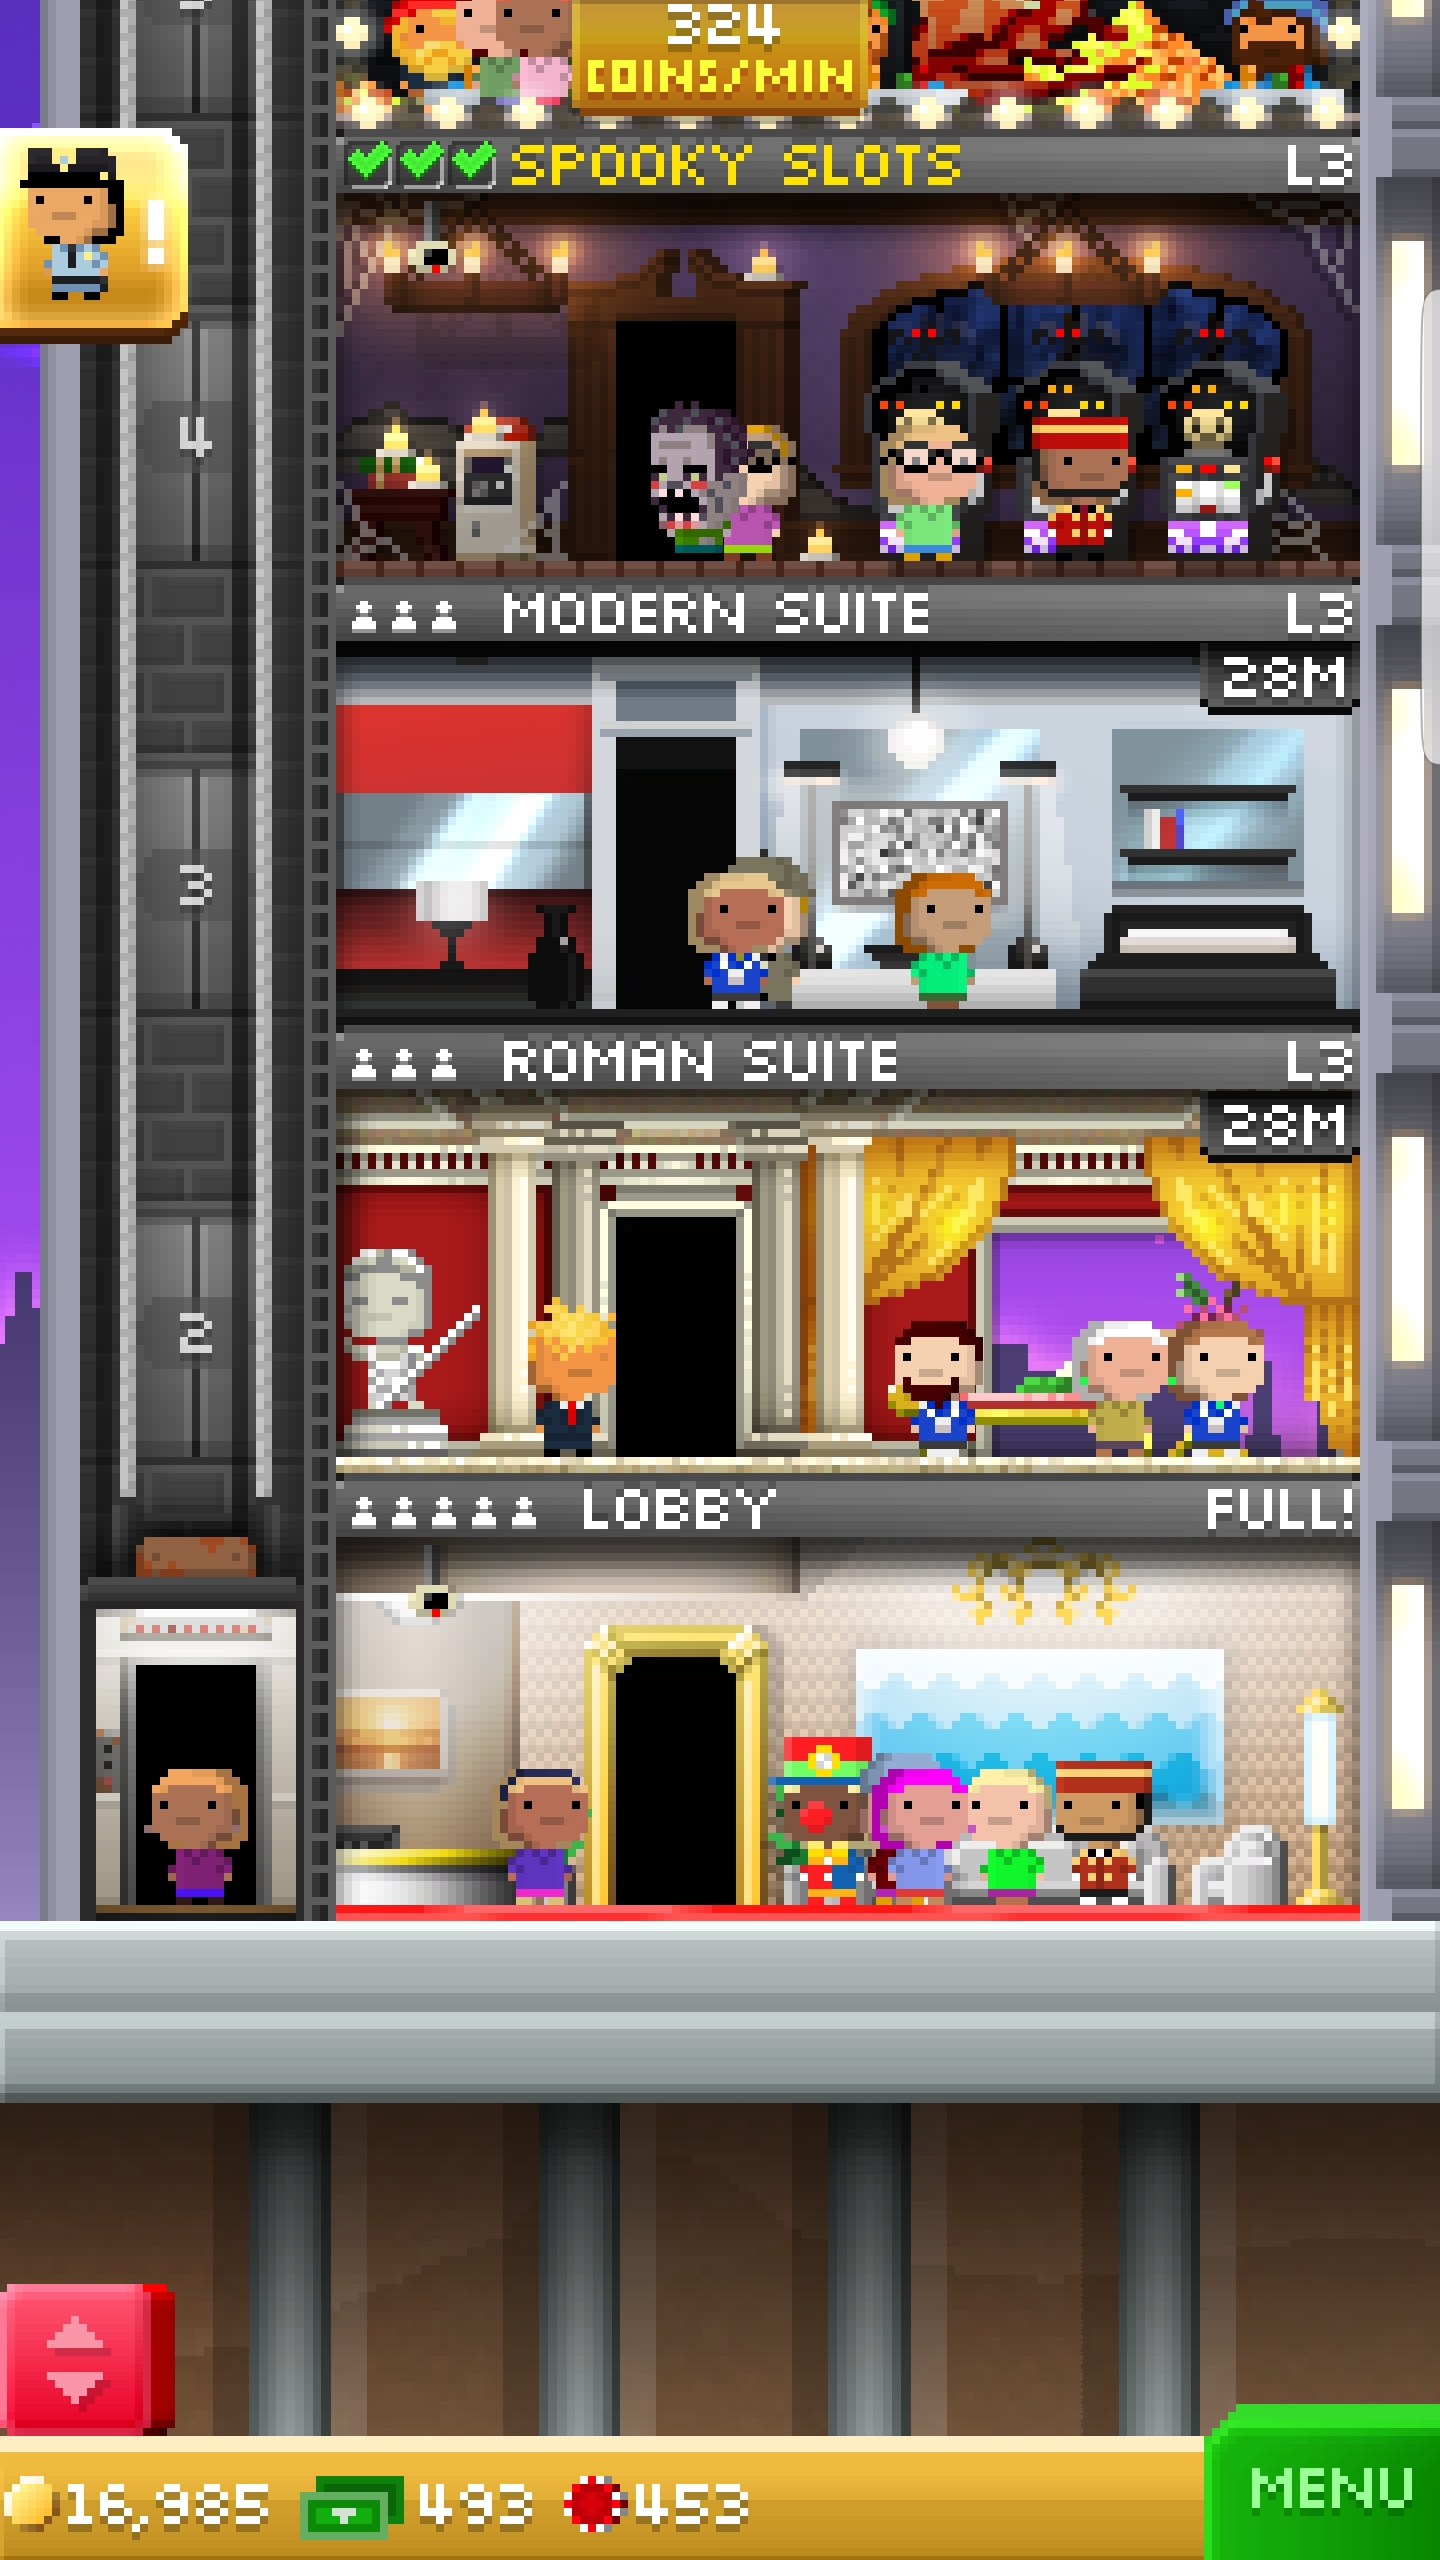 324
COINS/MIN
SPOOKY SLOTS L3
!
4
MODERN SUITE L3
28M
3
ROMAN SUITE L3
28M
2
LOBBY FULL!
16,985 493 453
MENU